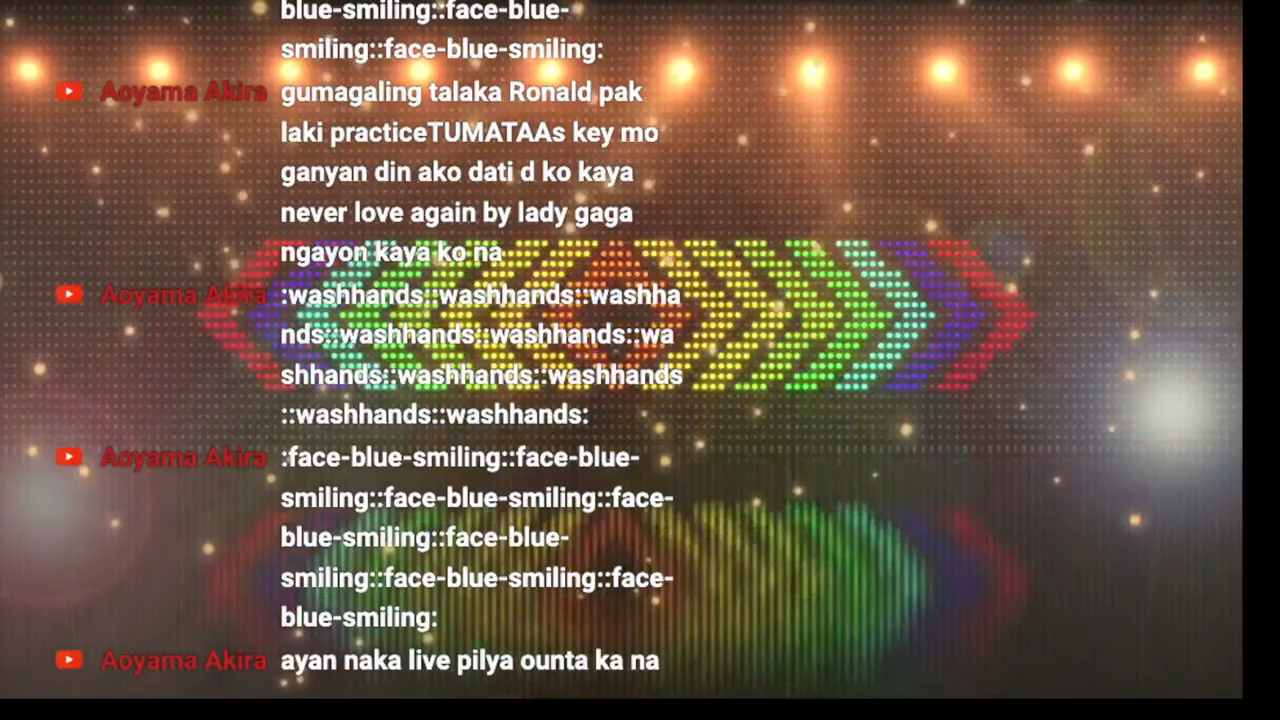 blue-smiling::face-blue-
smiling::face-blue-smiling:
Aoyama Akira gumagaling talaka Ronald pak
laki practiceTUMATAAs key mo
ganyan din ako dati d ko kaya
never love again by lady gaga
ngayon kaya ko na
Aoyama Akira :washhands::washhands::washha
nds::washhands::washhands::wa
shhands::washhands::washhands
::washhands::washhands:
Aoyama Akira :face-blue-smiling::face-blue-
smiling::face-blue-smiling::face-
blue-smiling::face-blue-
smiling::face-blue-smiling::face-
blue-smiling:
Aoyama Akira ayan naka live pilya ounta ka na